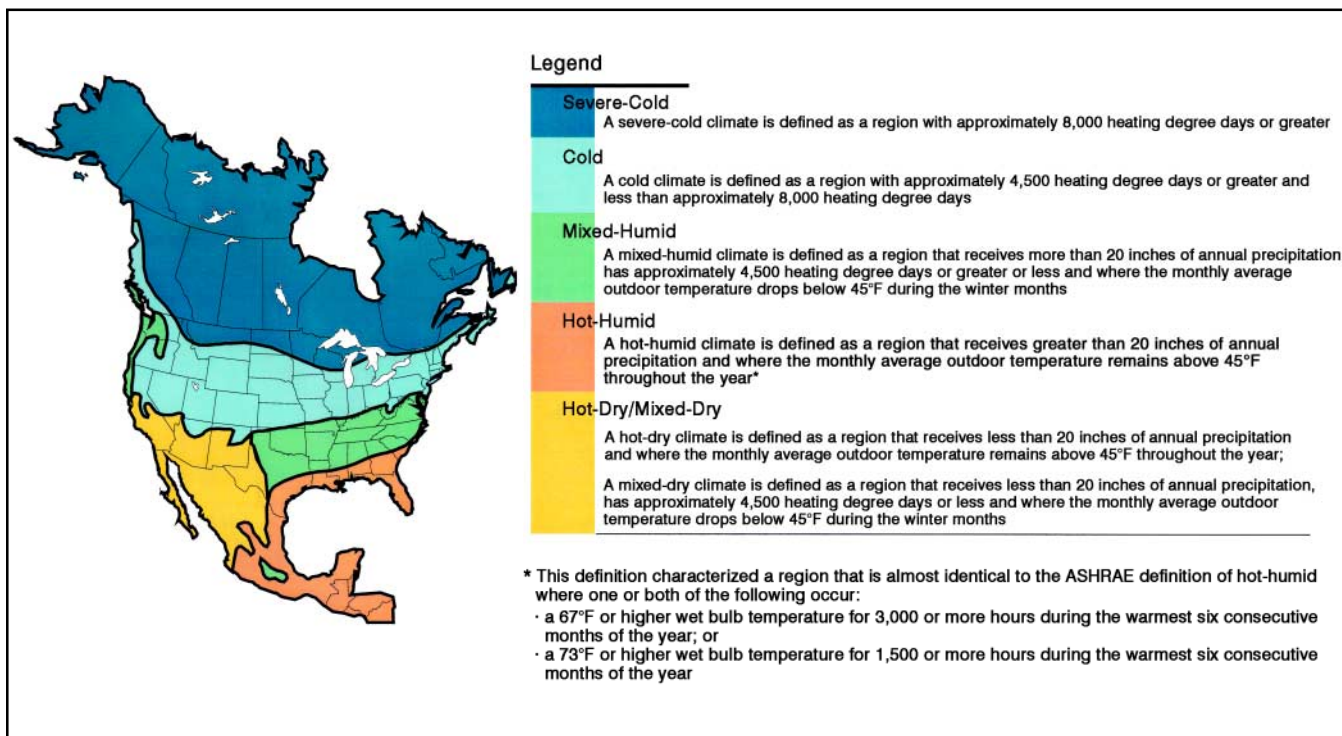 Legend
Severe-Cold
A severe-cold climate is defined as a region with approximately 8,000 heating degree days or greater
Cold
A cold climate is defined as a region with approximately 4,500 heating degree days or greater and
less than approximately 8,000 heating degree days
Mixed-Humid
A mixed-humid climate is defined as a region that receives more than 20 inches of annual precipitation
has approximately 4,500 heating degree days or greater or less and where the monthly average
outdoor temperature drops below 45°F during the winter months
Hot-Humid
A hot-humid climate is defined as a region that receives greater than 20 inches of annual
precipitation and where the monthly average outdoor temperature remains above 45°F
throughout the year*
Hot-Dry/Mixed-Dry
A hot-dry climate is defined as a region that receives less than 20 inches of annual precipitation
and where the monthly average outdoor temperature remains above 45°F throughout the year;
A mixed-dry climate is defined as a region that receives less than 20 inches of annual precipitation,
has approximately 4,500 heating degree days or less and where the monthly average outdoor
temperature drops below 45°F during the winter months
* This definition characterized a region that is almost identical to the ASHRAE definition of hot-humid
where one or both of the following occur:
· a 67°F or higher wet bulb temperature for 3,000 or more hours during the warmest six consecutive
months of the year; or
· a 73°F or higher wet bulb temperature for 1,500 or more hours during the warmest six consecutive
months of the year